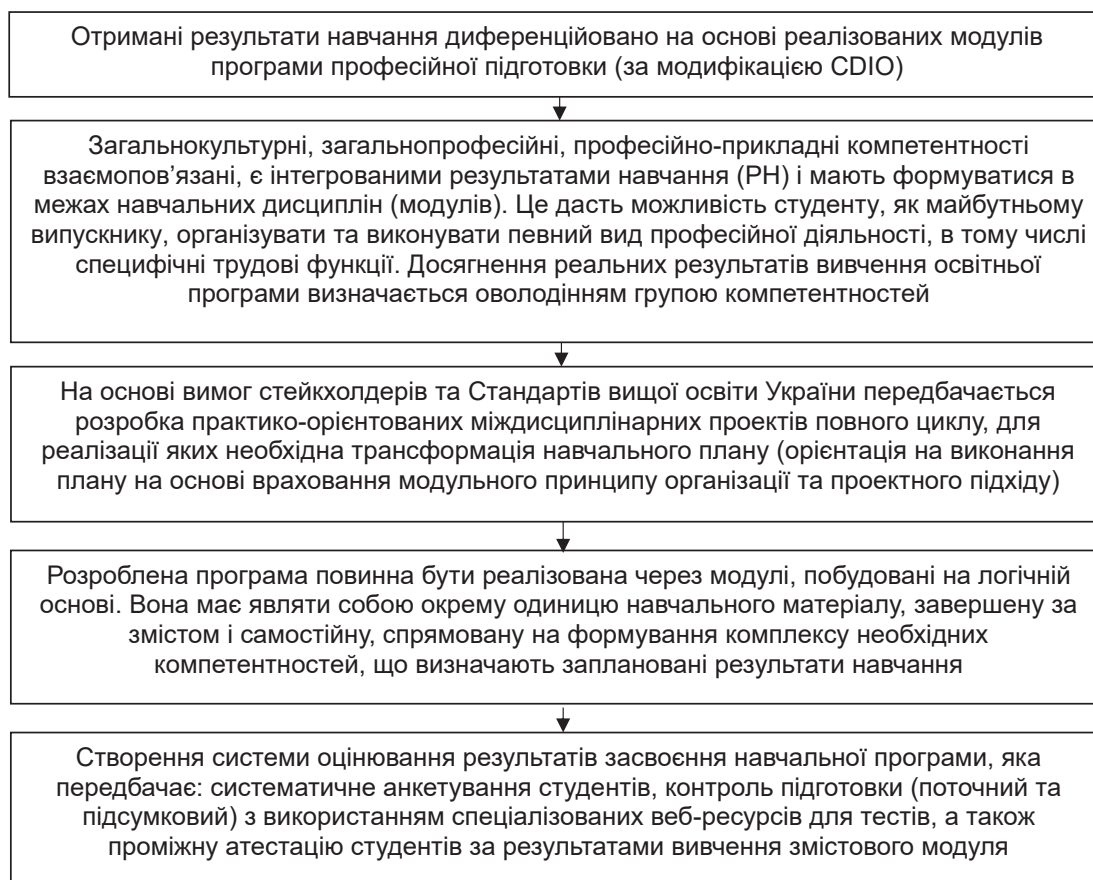 Отримані результати навчання диференційовано на основі реалізованих модулів
програми професійної підготовки (за модифікацією CDIO)
Загальнокультурні, загальнопрофесійні, професійно-прикладні компетентності
взаємопов’язані, є інтегрованими результатами навчання (РН) і мають формуватися в
межах навчальних дисциплін (модулів). Це дасть можливість студенту, як майбутньому
випускнику, організувати та виконувати певний вид професійної діяльності, в тому числі
специфічні трудові функції. Досягнення реальних результатів вивчення освітньої
програми визначається оволодінням групою компетентностей
На основі вимог стейкхолдерів та Стандартів вищої освіти України передбачається
розробка практико-орієнтованих міждисциплінарних проектів повного циклу, для
реалізації яких необхідна трансформація навчального плану (орієнтація на виконання
плану на основі враховання модульного принципу організації та проектного підхіду)
Розроблена програма повинна бути реалізована через модулі, побудовані на логічній
основі. Вона має являти собою окрему одиницю навчального матеріалу, завершену за
змістом і самостійну, спрямовану на формування комплексу необхідних
компетентностей, що визначають заплановані результати навчання
Створення системи оцінювання результатів засвоєння навчальної програми, яка
передбачає: систематичне анкетування студентів, контроль підготовки (поточний та
підсумковий) з використанням спеціалізованих веб-ресурсів для тестів, а також
проміжну атестацію студентів за результатами вивчення змістового модуля